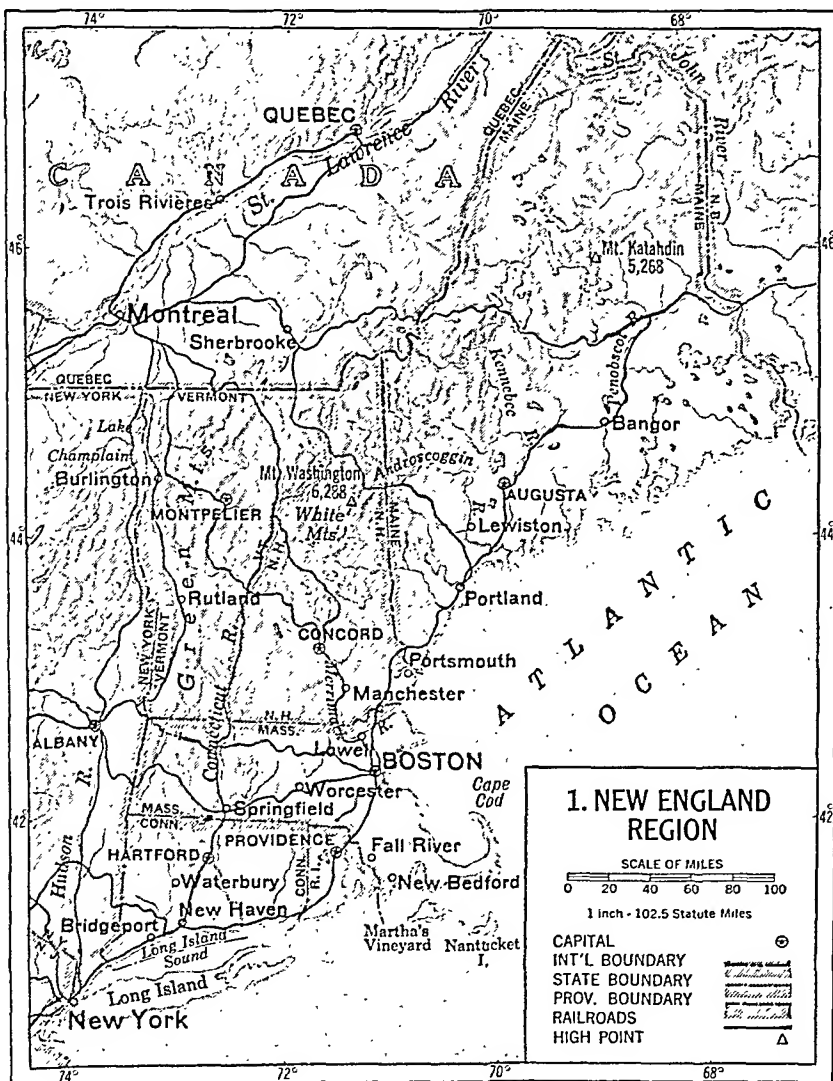 74° 72° 70° 68°
St. John
River
N.B.
MAINE
QUEBEC
MAINE
QUEBEC
St. Lawrence River
CANADA
Trois Rivières
46° 46°
Mt. Katahdin
5,268
Montreal
Sherbrooke
Penobscot R.
Kennebec R.
QUEBEC
NEW YORK VERMONT
Lake
Champlain
Bangor
Burlington
Mt. Washington
6,288
Androscoggin R.
White
Mts.
MONTPELIER
AUGUSTA
Lewiston
44° 44°
VT.
N.H.
N.H.
MAINE
Green Mts.
Rutland
Portland
ATLANTIC
OCEAN
NEW YORK
VERMONT
CONCORD
Portsmouth
Connecticut R.
Merrimack R.
Manchester
N.H.
MASS.
ALBANY
Lowell
BOSTON
Cape
Cod
Worcester
Springfield
42° 42°
MASS.
CONN.
Hudson R.
HARTFORD
PROVIDENCE
Fall River
CONN.
R.I.
Waterbury
New Bedford
New Haven
Bridgeport
Martha's
Vineyard
Nantucket
I.
Long Island
Sound
Long Island
New York
74° 72° 70° 68°
1. NEW ENGLAND
REGION
SCALE OF MILES
0 20 40 60 80 100
1 inch - 102.5 Statute Miles
CAPITAL
INT'L BOUNDARY
STATE BOUNDARY
PROV. BOUNDARY
RAILROADS
HIGH POINT